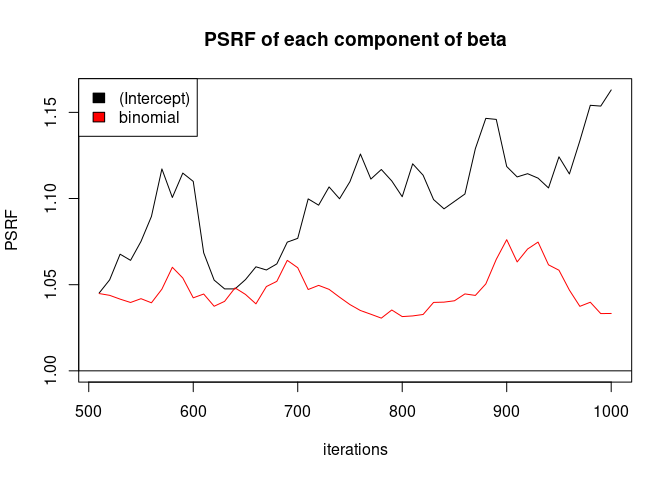 PSRF of each component of beta
(Intercept)
binomial
PSRF
1.15
1.10
1.05
1.00
500 600 700 800 900 1000
iterations